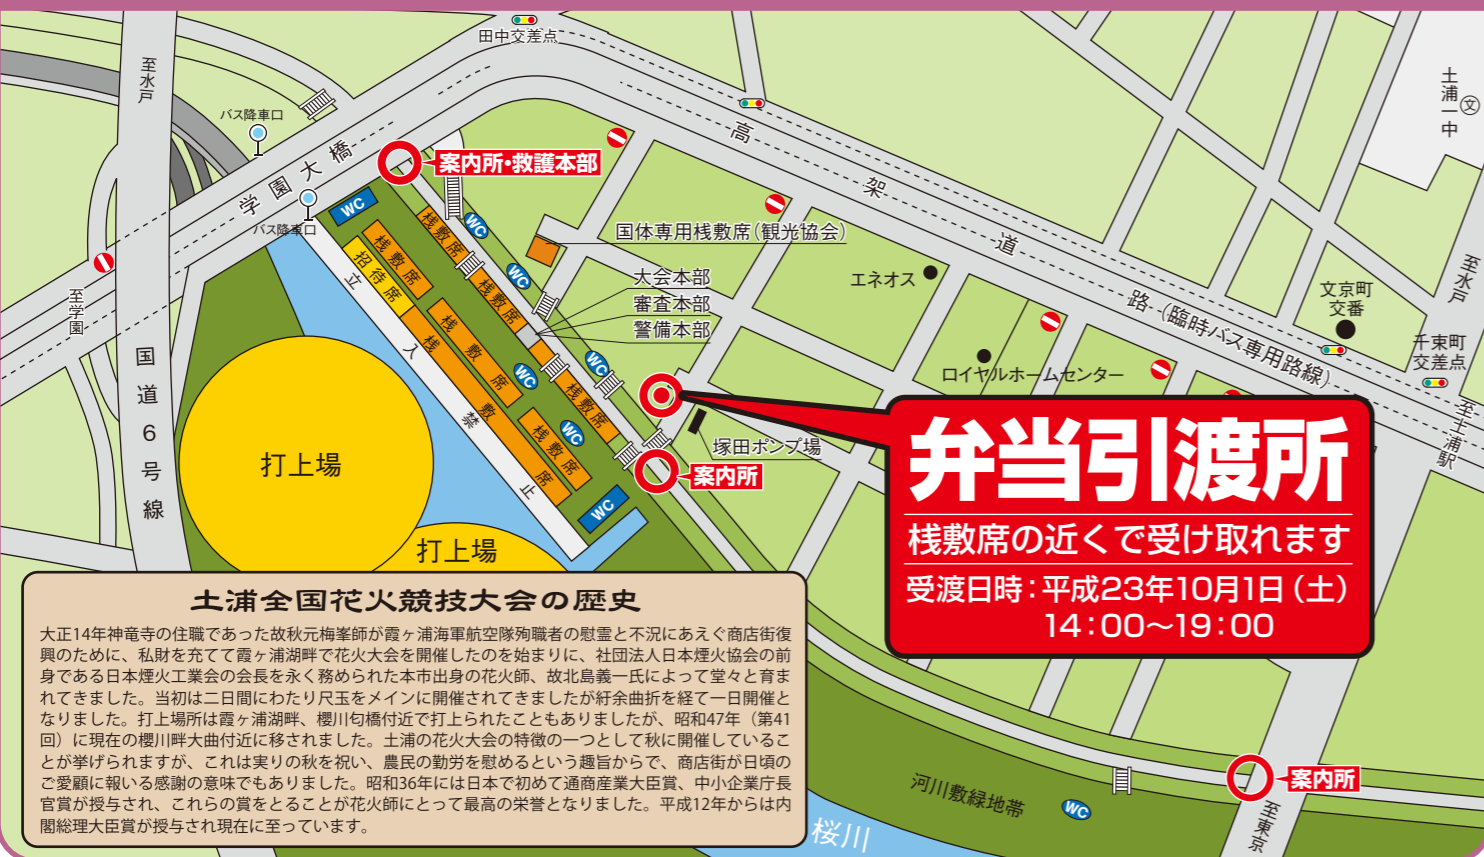 田中交差点
至水戸
バス降車口
学園大橋
案内所・救護本部
バス降車口
至学園
国道6号線
WC
招待席
桟敷席
桟敷席
桟敷席
桟敷席
桟敷席
桟敷席
桟敷席
立入禁止
WC
WC
WC
WC
WC
WC
国体専用桟敷席(観光協会)
大会本部
審査本部
警備本部
高架道路(臨時バス専用路線)
エネオス
ロイヤルホームセンター
文京町
交番
土浦一中
文
至水戸
千束町
交差点
至土浦駅
塚田ポンプ場
案内所
打上場
打上場
弁当引渡所
桟敷席の近くで受け取れます
受渡日時:平成23年10月1日(土)
14:00〜19:00
土浦全国花火競技大会の歴史
大正14年神竜寺の住職であった故秋元梅峯師が霞ヶ浦海軍航空隊殉職者の慰霊と不況にあえぐ商店街復
興のために、私財を充てて霞ヶ浦湖畔で花火大会を開催したのを始まりに、社団法人日本煙火協会の前
身である日本煙火工業会の会長を永く務められた本市出身の花火師、故北島義一氏によって堂々と育ま
れてきました。当初は二日間にわたり尺玉をメインに開催されてきましたが紆余曲折を経て一日開催と
なりました。打上場所は霞ヶ浦湖畔、櫻川匂橋付近で打上られたこともありましたが、昭和47年(第41
回)に現在の櫻川畔大曲付近に移されました。土浦の花火大会の特徴の一つとして秋に開催しているこ
とが挙げられますが、これは実りの秋を祝い、農民の勤労を慰めるという趣旨からで、商店街が日頃の
ご愛顧に報いる感謝の意味でもありました。昭和36年には日本で初めて通商産業大臣賞、中小企業庁長
官賞が授与され、これらの賞をとることが花火師にとって最高の栄誉となりました。平成12年からは内
閣総理大臣賞が授与され現在に至っています。
河川敷緑地帯
WC
桜川
案内所
至東京